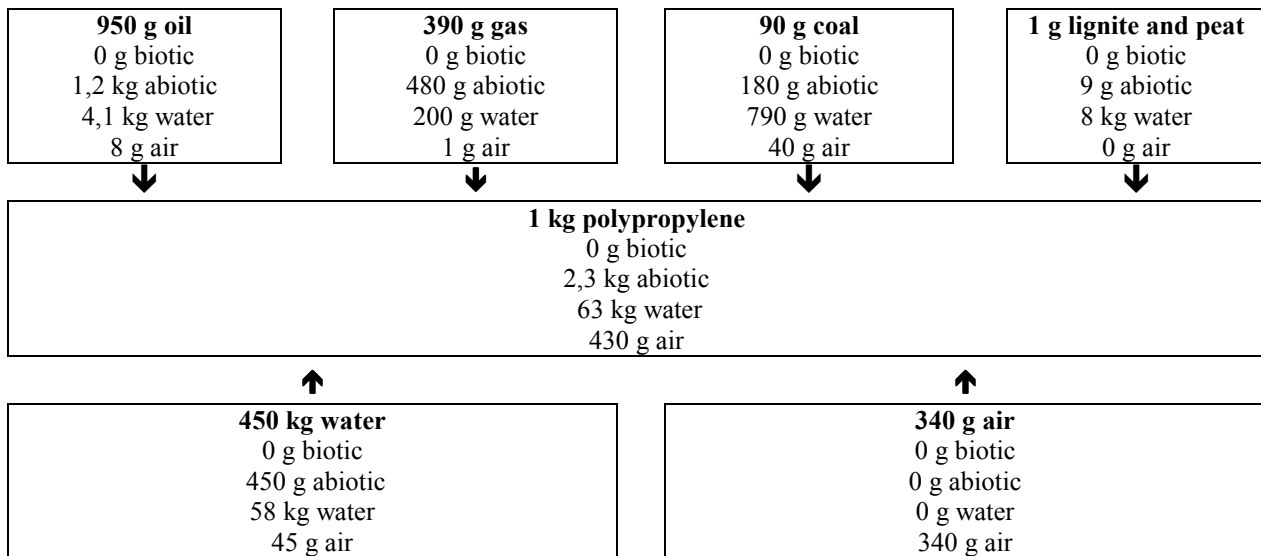 950 g oil
0 g biotic
1,2 kg abiotic
4,1 kg water
8 g air
390 g gas
0 g biotic
480 g abiotic
200 g water
1 g air
90 g coal
0 g biotic
180 g abiotic
790 g water
40 g air
1 g lignite and peat
0 g biotic
9 g abiotic
8 kg water
0 g air
1 kg polypropylene
0 g biotic
2,3 kg abiotic
63 kg water
430 g air
450 kg water
0 g biotic
450 g abiotic
58 kg water
45 g air
340 g air
0 g biotic
0 g abiotic
0 g water
340 g air